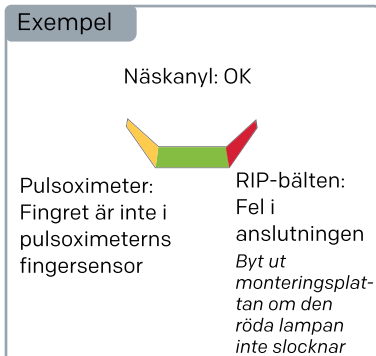 Exempel
Näskanyl: OK
Pulsoximeter:
Fingret är inte i
pulsoximeterns
fingersensor
RIP-bälten:
Fel i
anslutningen
Byt ut
monteringsplat-
tan om den
röda lampan
inte slocknar